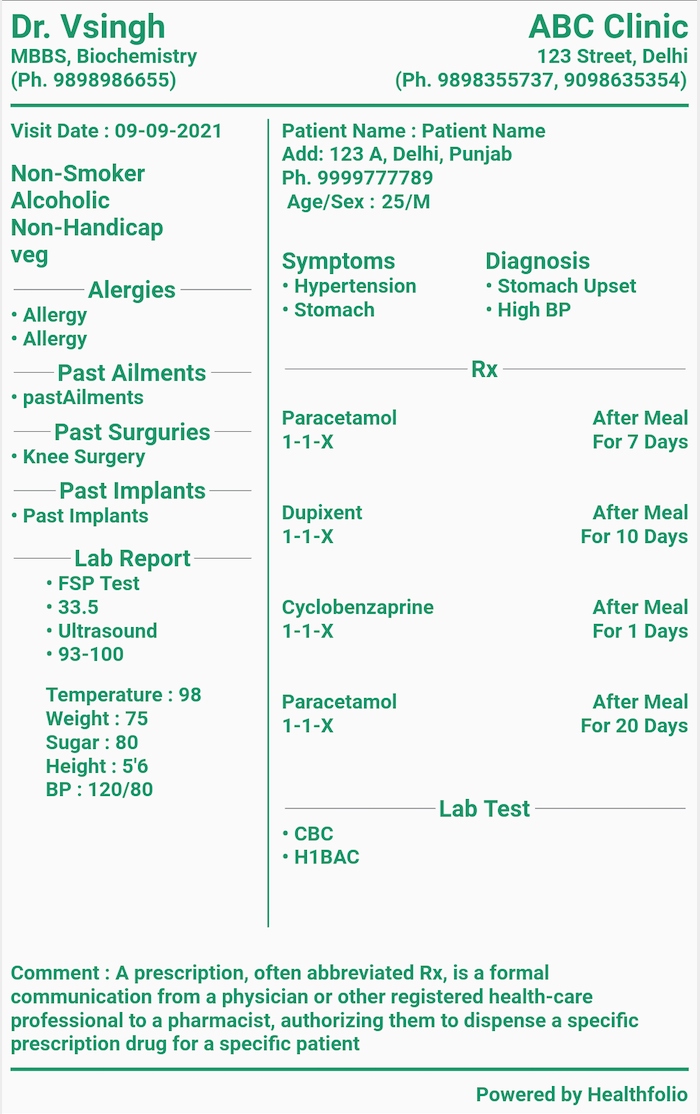 Dr. Vsingh
MBBS, Biochemistry
(Ph. 9898986655)
ABC Clinic
123 Street, Delhi
(Ph. 9898355737, 9098635354)
Visit Date : 09-09-2021
Non-Smoker
Alcoholic
Non-Handicap
veg
Alergies
• Allergy
• Allergy
Past Ailments
• pastAilments
Past Surguries
• Knee Surgery
Past Implants
• Past Implants
Lab Report
• FSP Test
• 33.5
• Ultrasound
• 93-100
Temperature : 98
Weight : 75
Sugar : 80
Height : 5'6
BP : 120/80
Patient Name : Patient Name
Add: 123 A, Delhi, Punjab
Ph. 9999777789
Age/Sex : 25/M
Symptoms
• Hypertension
• Stomach
Diagnosis
• Stomach Upset
• High BP
Rx
Paracetamol After Meal
1-1-X For 7 Days
Dupixent After Meal
1-1-X For 10 Days
Cyclobenzaprine After Meal
1-1-X For 1 Days
Paracetamol After Meal
1-1-X For 20 Days
Lab Test
• CBC
• H1BAC
Comment : A prescription, often abbreviated Rx, is a formal
communication from a physician or other registered health-care
professional to a pharmacist, authorizing them to dispense a specific
prescription drug for a specific patient
Powered by Healthfolio